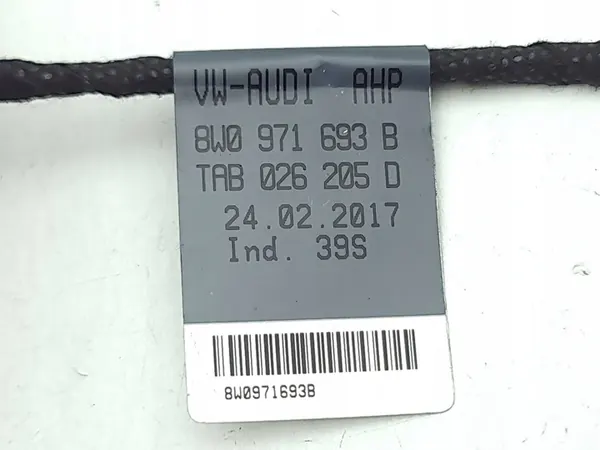 VW-AUDI AHP
8W0 971 693 B
TAB 026 205 D
24.02.2017
Ind. 39S
8W0971693B